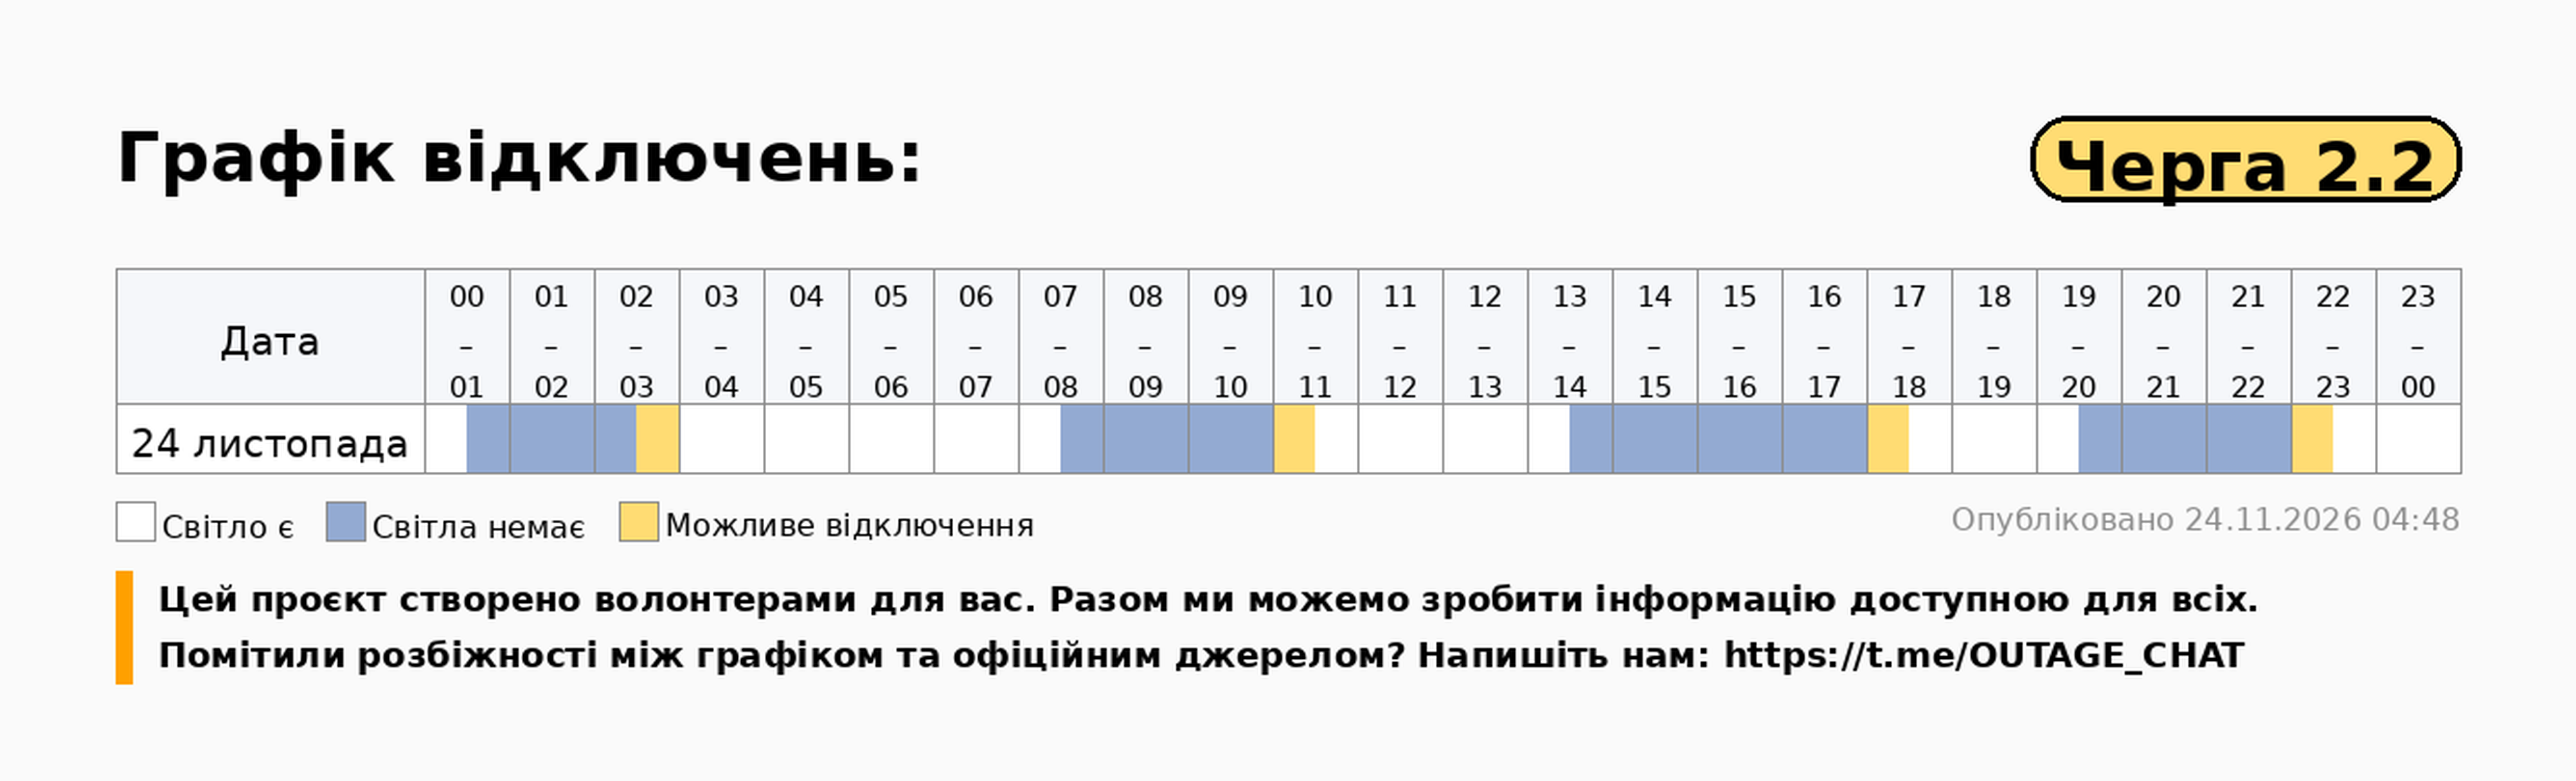 Графік відключень:
Черга 2.2
Дата
00 – 01
01 – 02
02 – 03
03 – 04
04 – 05
05 – 06
06 – 07
07 – 08
08 – 09
09 – 10
10 – 11
11 – 12
12 – 13
13 – 14
14 – 15
15 – 16
16 – 17
17 – 18
18 – 19
19 – 20
20 – 21
21 – 22
22 – 23
23 – 00
24 листопада
Світло є
Світла немає
Можливе відключення
Опубліковано 24.11.2026 04:48
Цей проєкт створено волонтерами для вас. Разом ми можемо зробити інформацію доступною для всіх.
Помітили розбіжності між графіком та офіційним джерелом? Напишіть нам: https://t.me/OUTAGE_CHAT